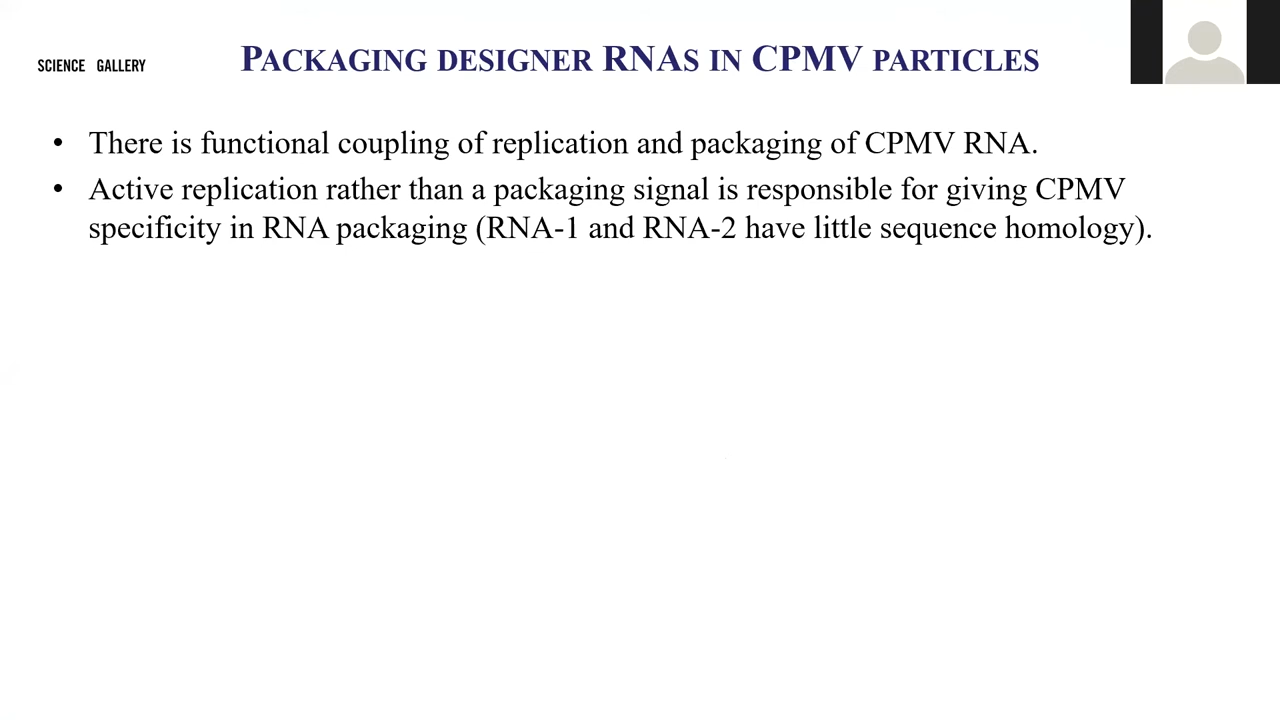 SCIENCE GALLERY
PACKAGING DESIGNER RNAS IN CPMV PARTICLES
• There is functional coupling of replication and packaging of CPMV RNA.
• Active replication rather than a packaging signal is responsible for giving CPMV
specificity in RNA packaging (RNA-1 and RNA-2 have little sequence homology).